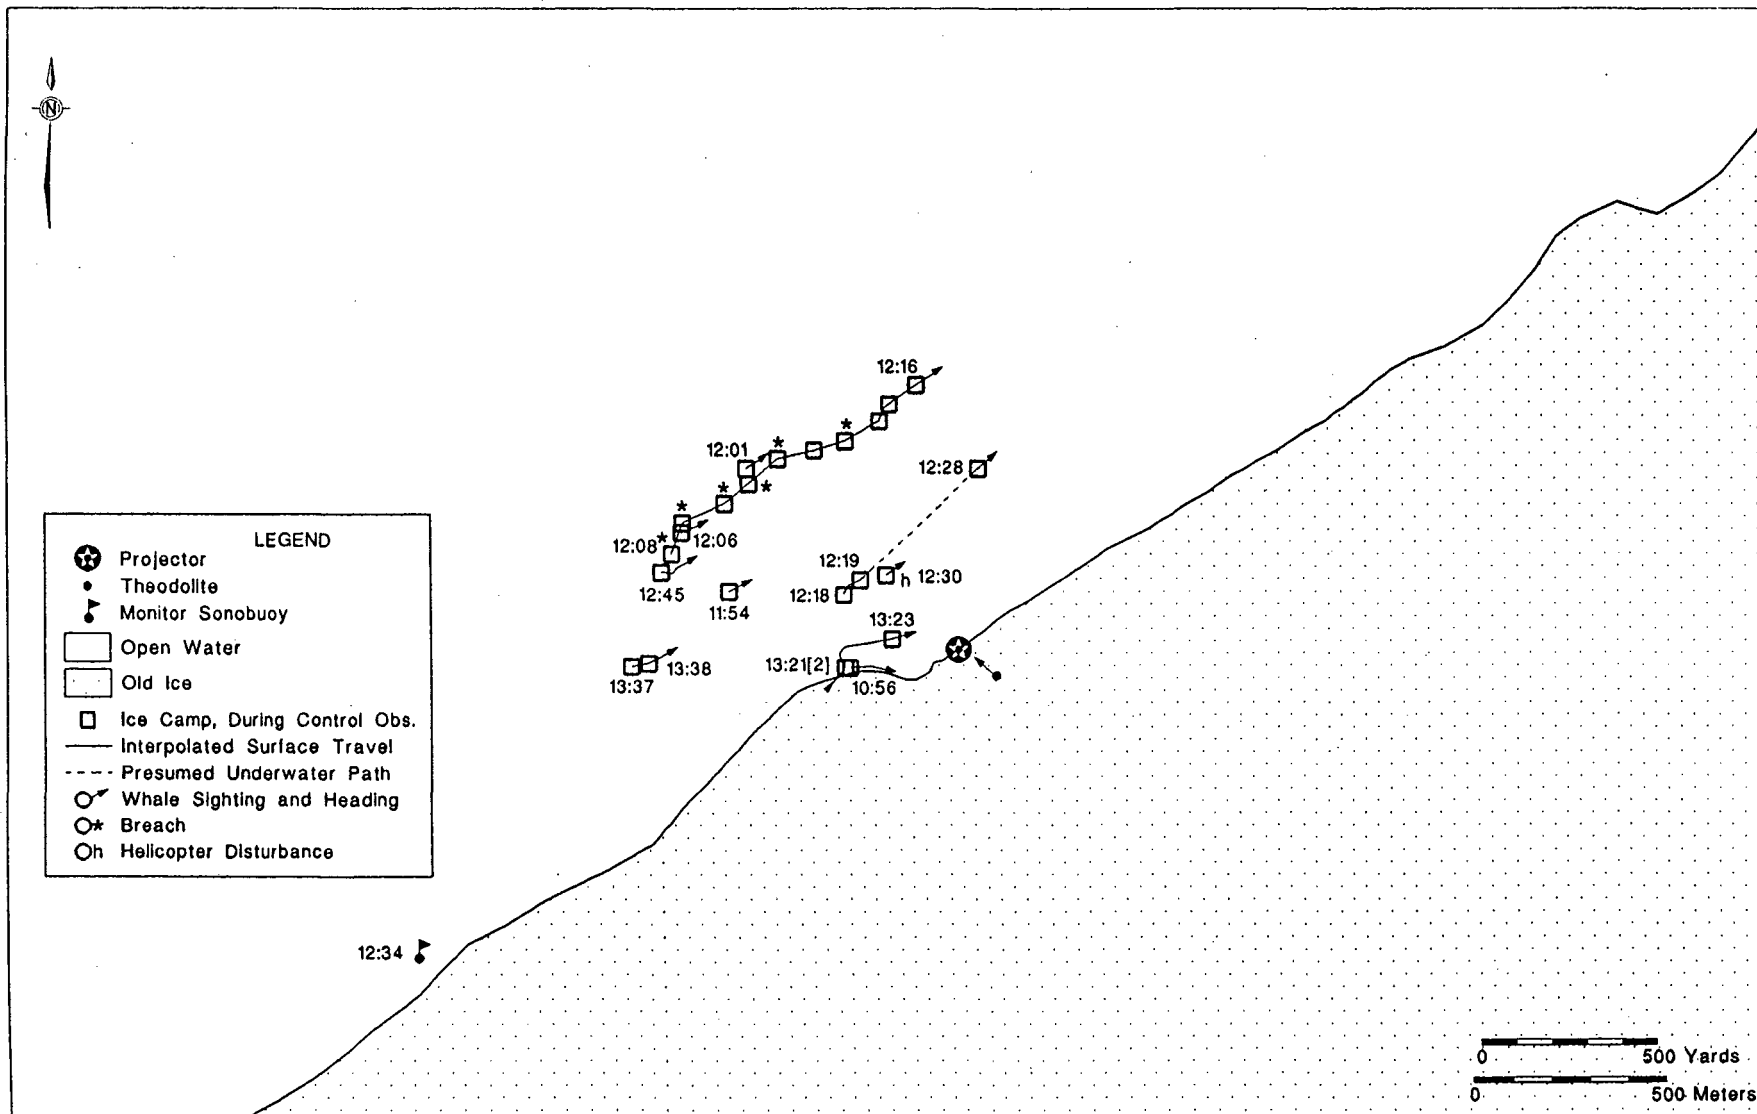 N
12:16
12:01
12:28
12:08
12:06
12:19
h 12:30
12:45
11:54
12:18
13:23
13:38
13:21[2]
13:37
10:56
LEGEND
Projector
Theodolite
Monitor Sonobuoy
Open Water
Old Ice
Ice Camp, During Control Obs.
Interpolated Surface Travel
Presumed Underwater Path
Whale Sighting and Heading
* Breach
h Helicopter Disturbance
12:34
0 500 Yards
0 500 Meters